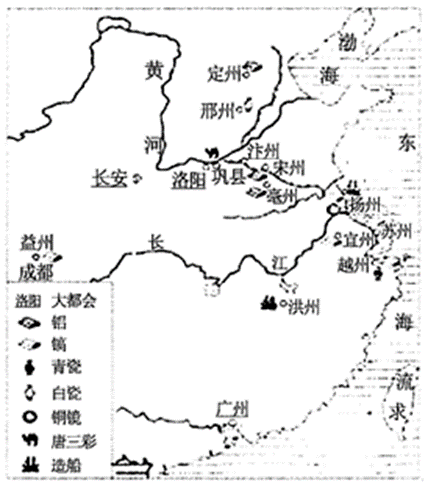 渤
海
黄
河
定州
邢州
东
海
汴州
宋州
长安
洛阳
巩县
亳州
扬州
苏州
宜州
越州
益州
成都
长
江
洪州
流
求
广州
洛阳 大都会
铝
镐
青瓷
白瓷
铜镜
唐三彩
造船